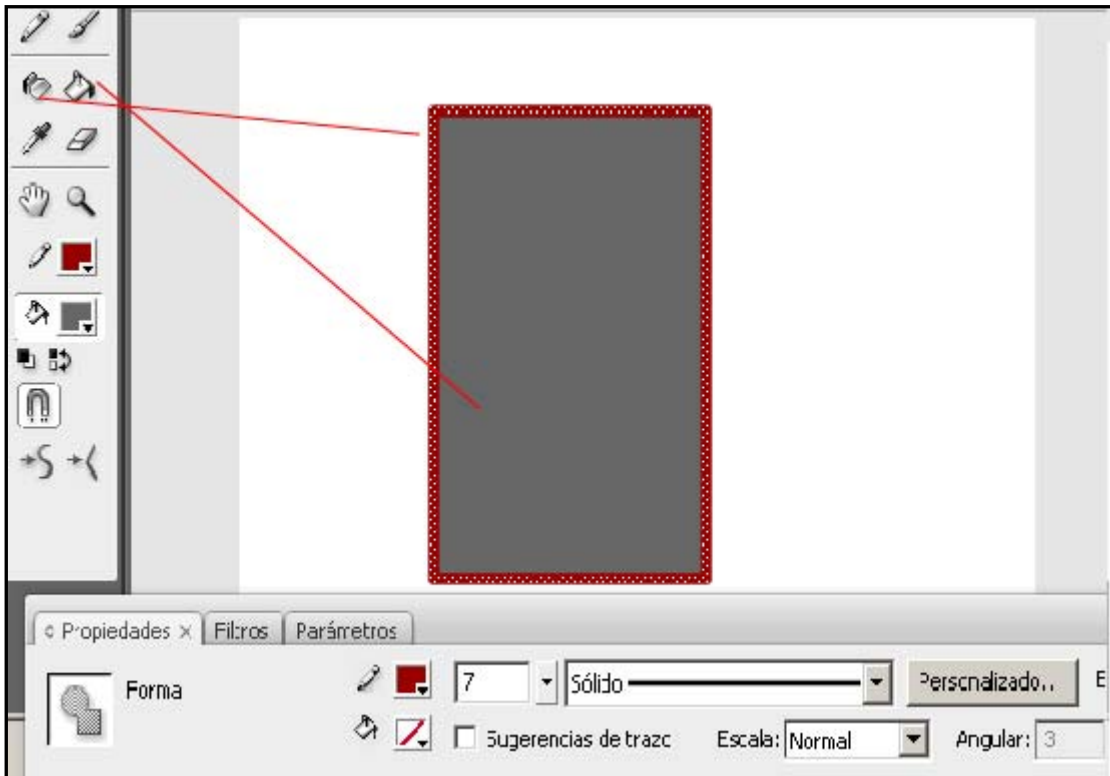 Propiedades × Filtros Parámetros
Forma 7 Sólido Personalizado.. E
Sugerencias de trazo Escala: Normal Angular: 3